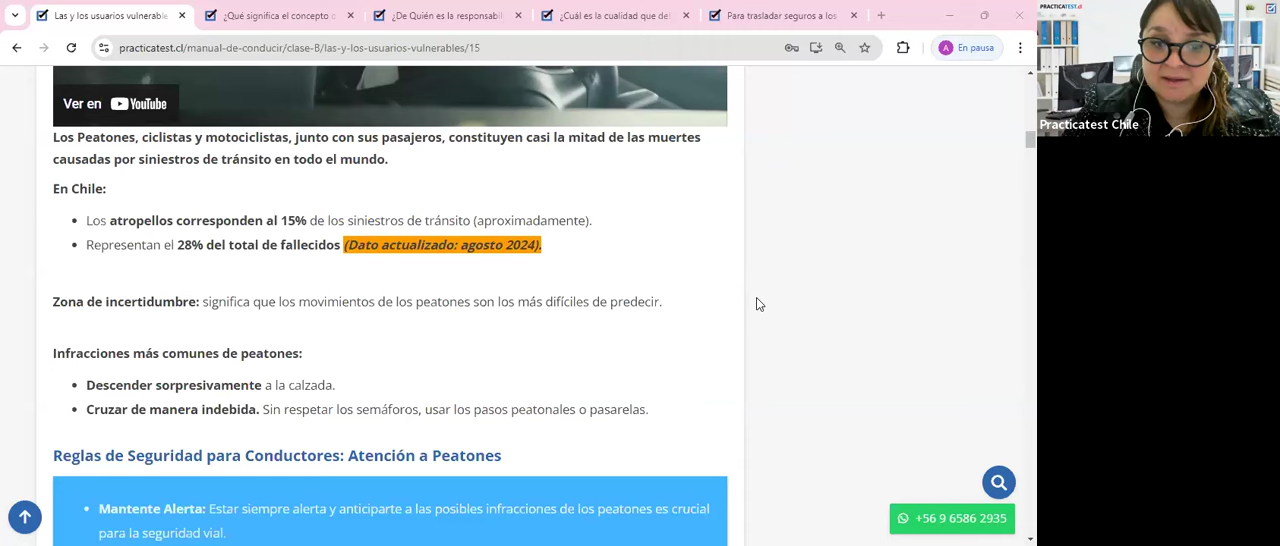 Las y los usuarios vulnerable
¿Qué significa el concepto o
¿De Quién es la responsabil
¿Cuál es la cualidad que del
Para trasladar seguros a los
practicatest.cl/manual-de-conducir/clase-B/las-y-los-usuarios-vulnerables/15
A
En pausa
PRACTICATEST.cl
Practicatest Chile
Ver en YouTube
Los Peatones, ciclistas y motociclistas, junto con sus pasajeros, constituyen casi la mitad de las muertes
causadas por siniestros de tránsito en todo el mundo.
En Chile:
Los atropellos corresponden al 15% de los siniestros de tránsito (aproximadamente).
Representan el 28% del total de fallecidos (Dato actualizado: agosto 2024).
Zona de incertidumbre: significa que los movimientos de los peatones son los más difíciles de predecir.
Infracciones más comunes de peatones:
Descender sorpresivamente a la calzada.
Cruzar de manera indebida. Sin respetar los semáforos, usar los pasos peatonales o pasarelas.
Reglas de Seguridad para Conductores: Atención a Peatones
Mantente Alerta: Estar siempre alerta y anticiparte a las posibles infracciones de los peatones es crucial
para la seguridad vial.
+56 9 6586 2935